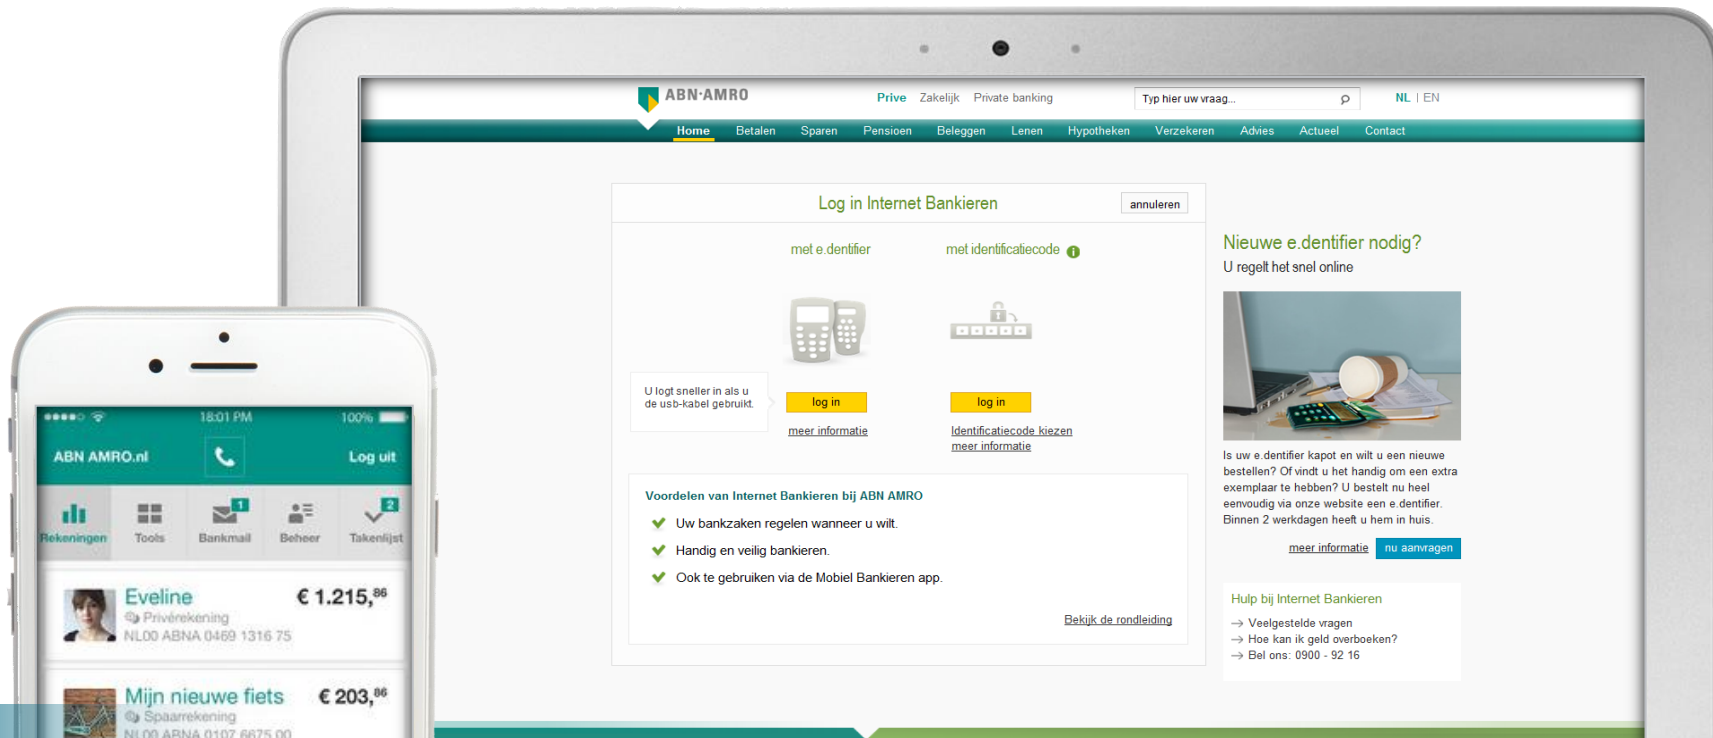 ABN·AMRO
Prive Zakelijk Private banking
Typ hier uw vraag...
NL | EN
Home Betalen Sparen Pensioen Beleggen Lenen Hypotheken Verzekeren Advies Actueel Contact
Log in Internet Bankieren
annuleren
met e.dentifier
met identificatiecode
U logt sneller in als u
de usb-kabel gebruikt.
log in
meer informatie
log in
Identificatiecode kiezen
meer informatie
Voordelen van Internet Bankieren bij ABN AMRO
Uw bankzaken regelen wanneer u wilt.
Handig en veilig bankieren.
Ook te gebruiken via de Mobiel Bankieren app.
Bekijk de rondleiding
Nieuwe e.dentifier nodig?
U regelt het snel online
Is uw e.dentifier kapot en wilt u een nieuwe
bestellen? Of vindt u het handig om een extra
exemplaar te hebben? U bestelt nu heel
eenvoudig via onze website een e.dentifier.
Binnen 2 werkdagen heeft u hem in huis.
meer informatie nu aanvragen
Hulp bij Internet Bankieren
→ Veelgestelde vragen
→ Hoe kan ik geld overboeken?
→ Bel ons: 0900 - 92 16
18:01 PM 100%
ABN AMRO.nl Log uit
1 2
Rekeningen Tools Bankmail Beheer Takenlijst
Eveline € 1.215,86
Privérekening
NL00 ABNA 0469 1316 75
Mijn nieuwe fiets € 203,86
Spaarrekening
NL00 ABNA 0107 6675 00